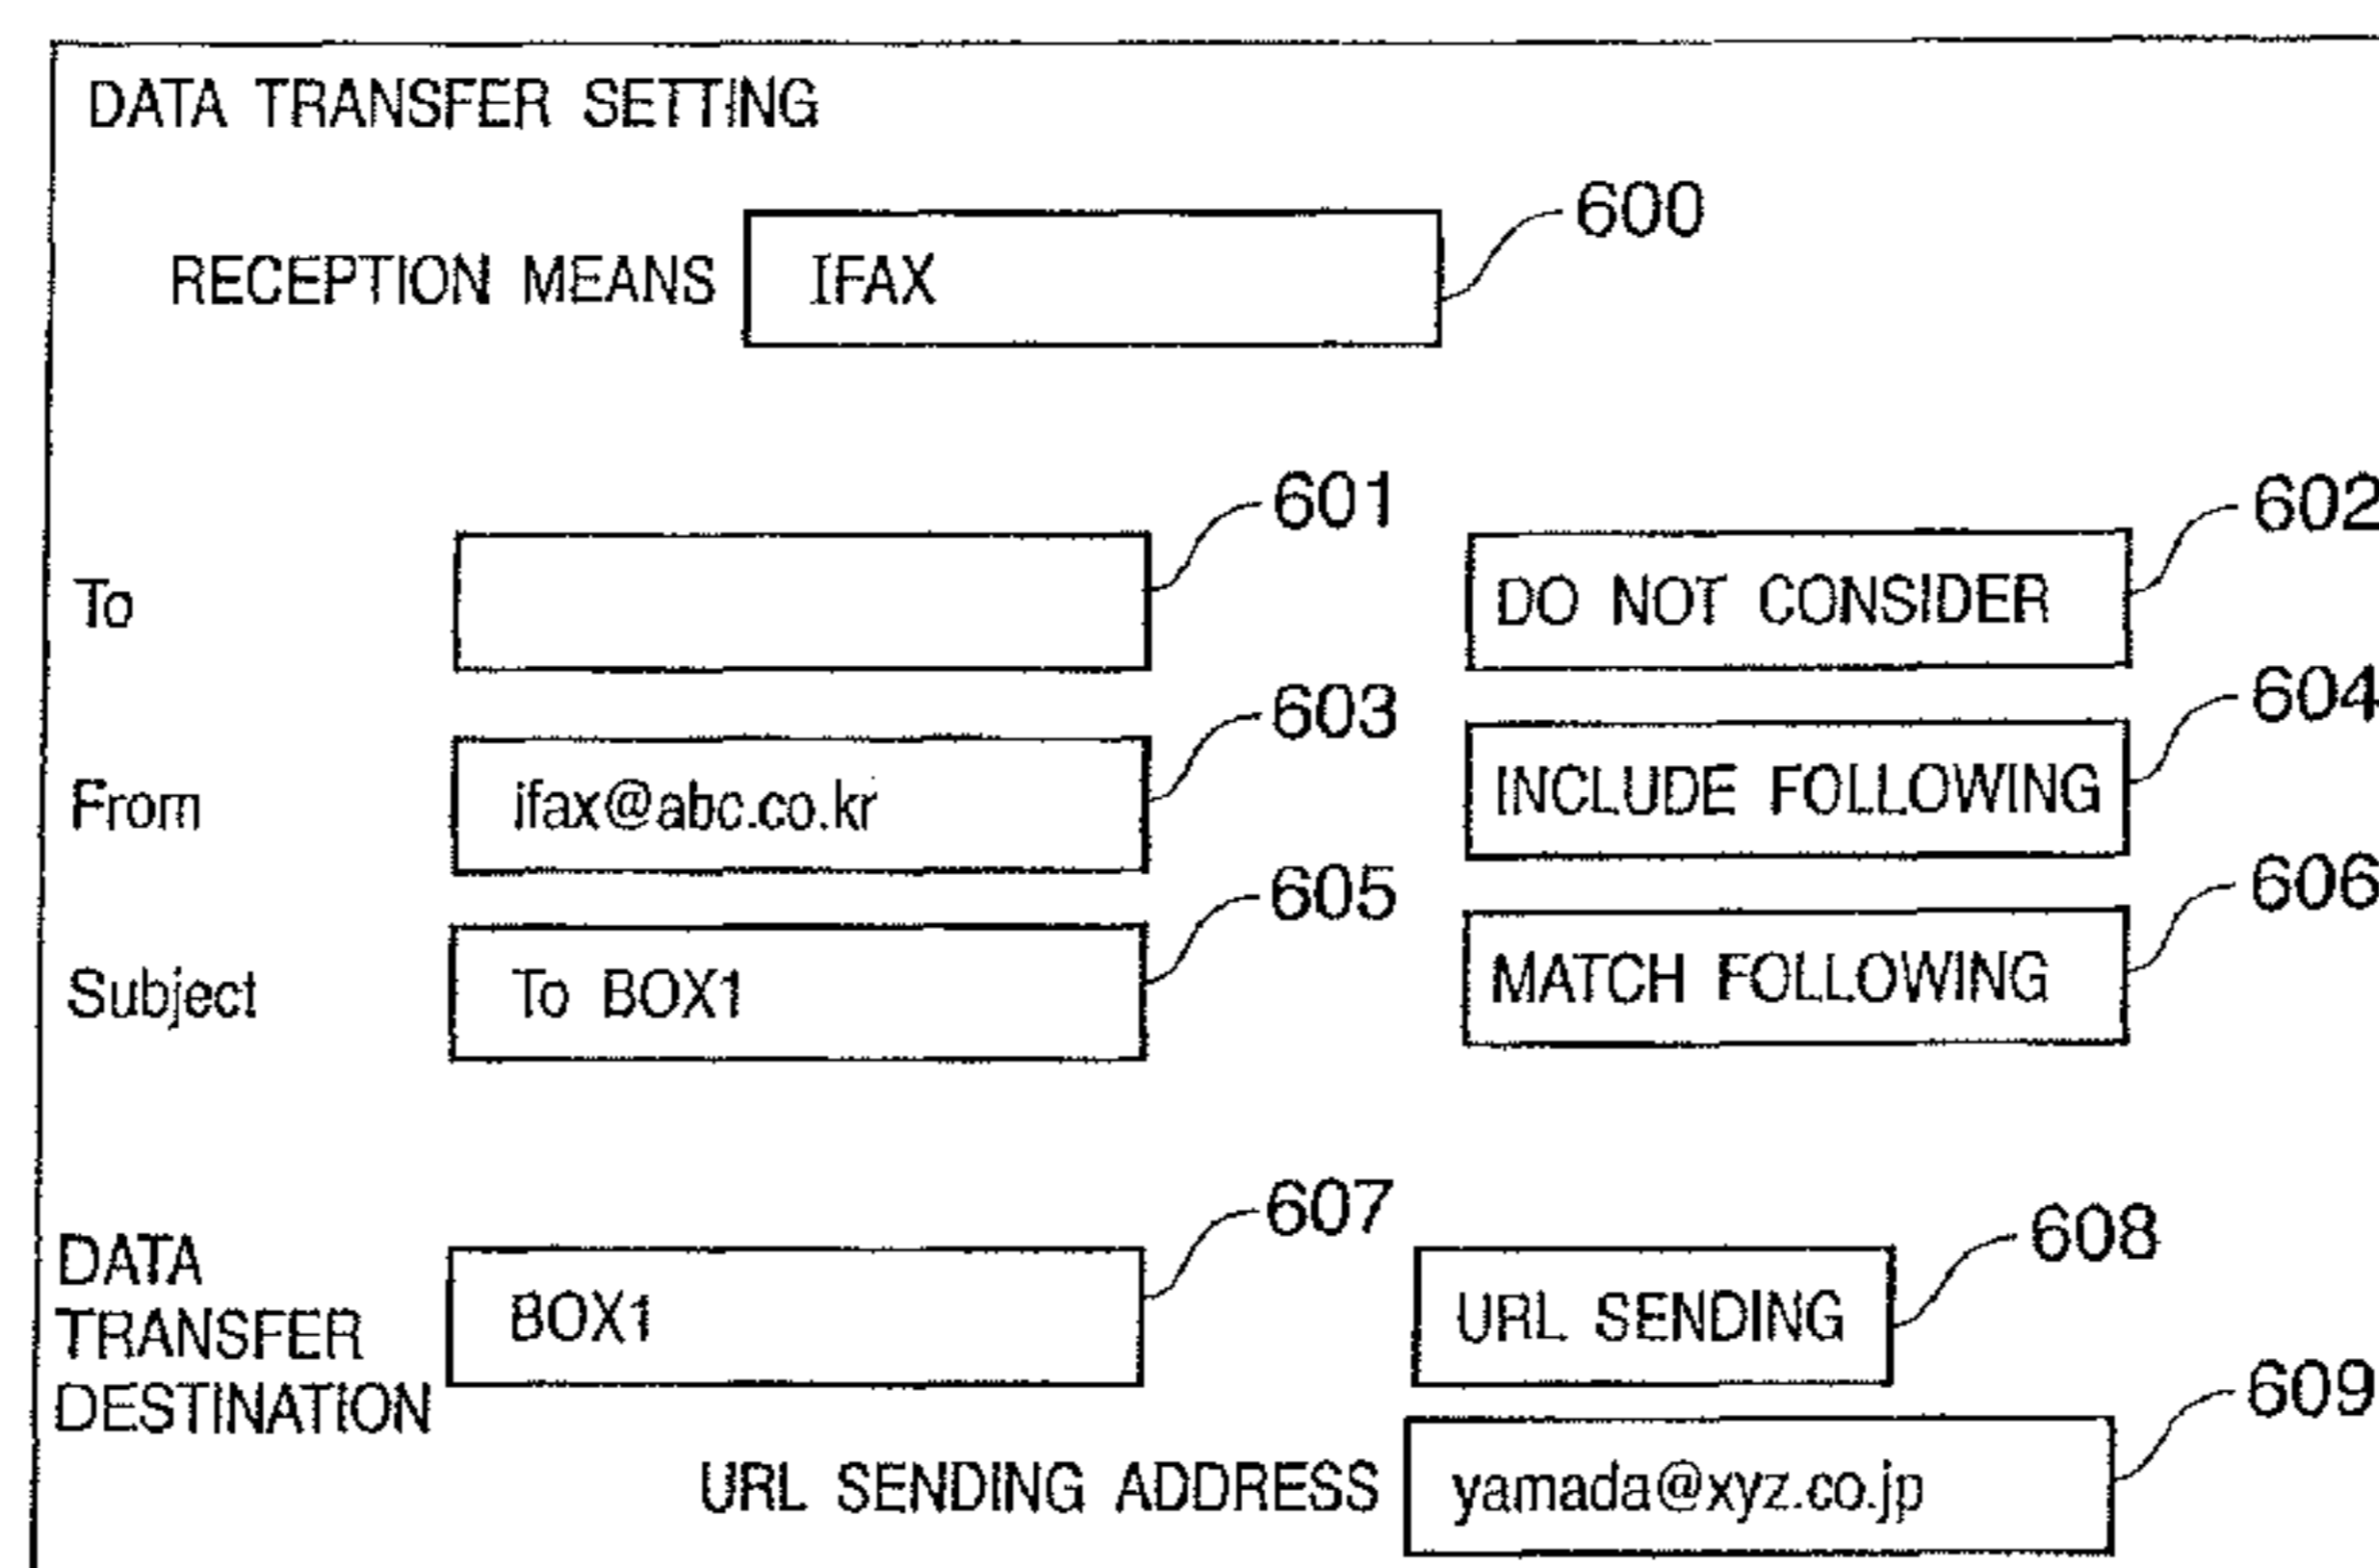 DATA TRANSFER SETTING
600
RECEPTION MEANS IFAX
601 602
To DO NOT CONSIDER
603 604
From ifax@abc.co.kr INCLUDE FOLLOWING
605 606
Subject To BOX1 MATCH FOLLOWING
607 608
DATA
TRANSFER BOX1 URL SENDING
DESTINATION 609
URL SENDING ADDRESS yamada@xyz.co.jp